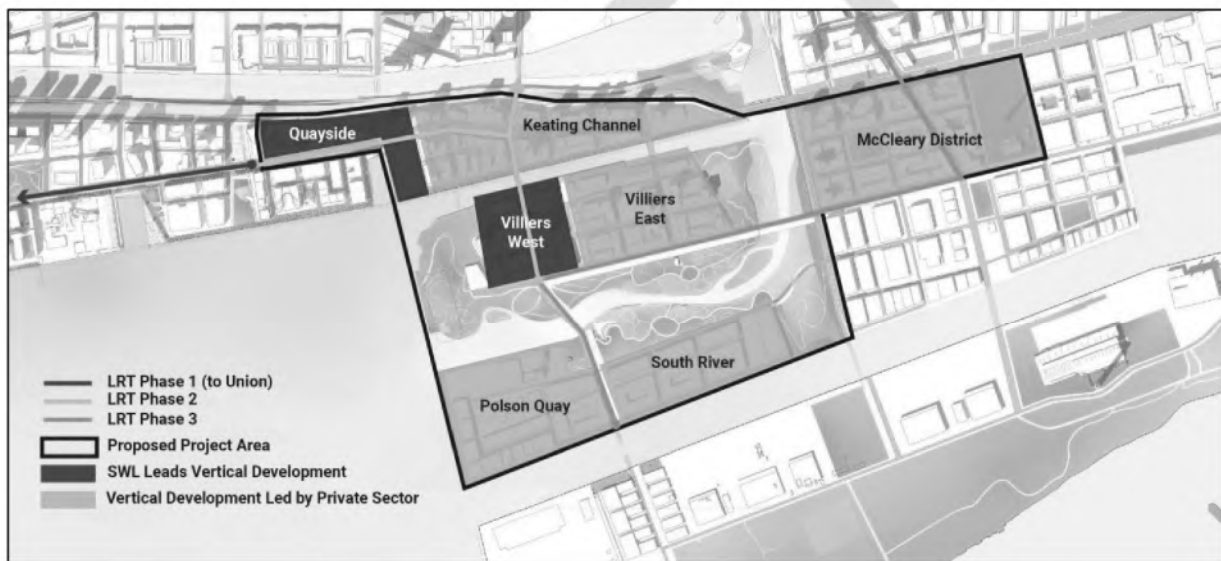 Quayside
Keating Channel
McCleary District
Villiers
West
Villiers
East
South River
Polson Quay
LRT Phase 1 (to Union)
LRT Phase 2
LRT Phase 3
Proposed Project Area
SWL Leads Vertical Development
Vertical Development Led by Private Sector